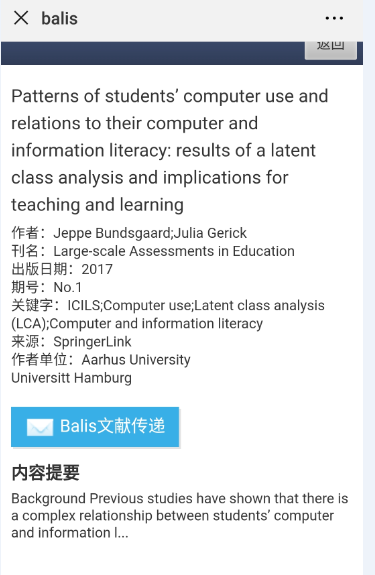 balis
返回
Patterns of students’ computer use and
relations to their computer and
information literacy: results of a latent
class analysis and implications for
teaching and learning
作者：Jeppe Bundsgaard;Julia Gerick
刊名：Large-scale Assessments in Education
出版日期：2017
期号：No.1
关键字：ICILS;Computer use;Latent class analysis
(LCA);Computer and information literacy
来源：SpringerLink
作者单位：Aarhus University
Universitt Hamburg
Balis文献传递
内容提要
Background Previous studies have shown that there is
a complex relationship between students’ computer
and information l...